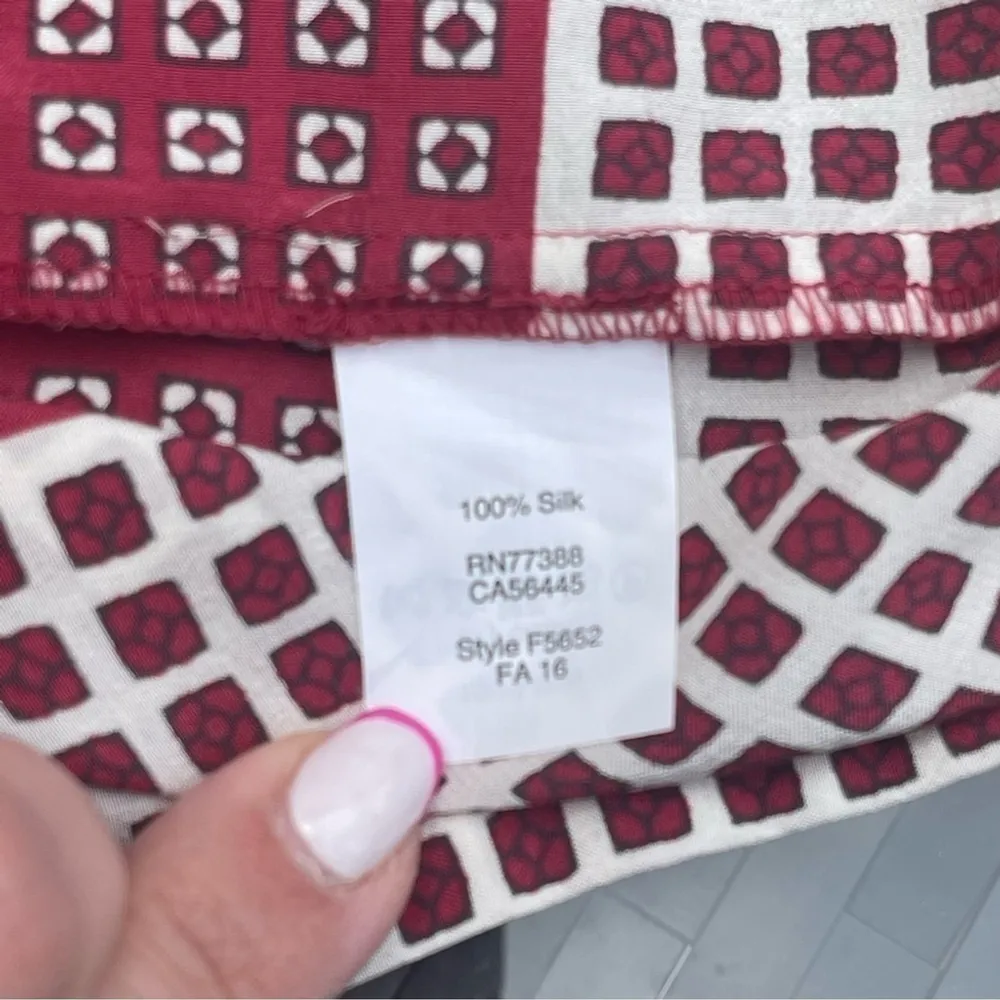 100% Silk
RN77388
CA56445
Style F5652
FA 16